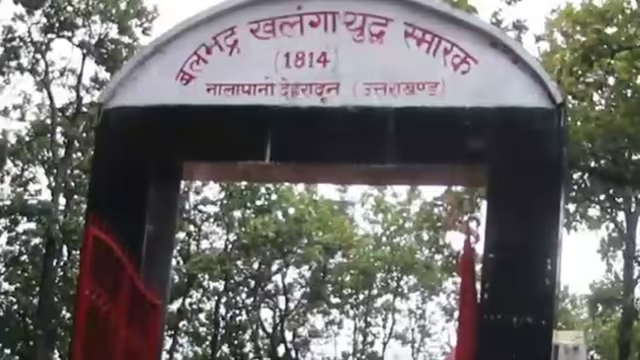 बलभद्र खलंगा युद्ध स्मारक
(1814)
नालापानी देहरादून (उत्तराखण्ड)